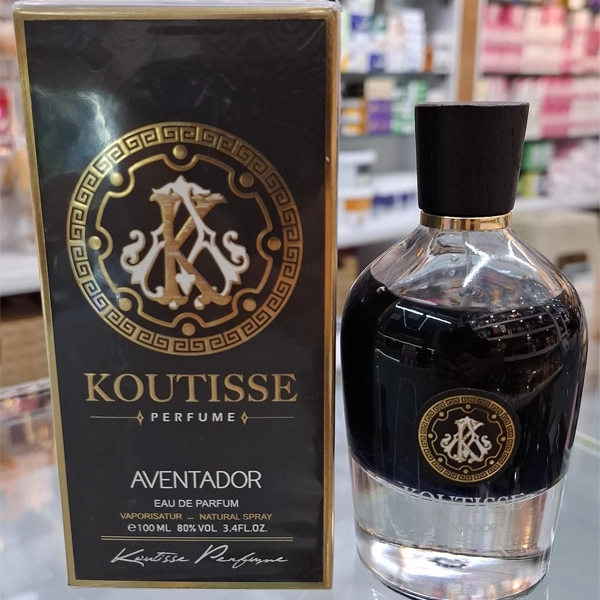 K
KOUTISSE
PERFUME
AVENTADOR
EAU DE PARFUM
VAPORISATUR — NATURAL SPRAY
℮100 ML 80% VOL 3.4FL.OZ.
Koutisse Perfume
KOUTISSE